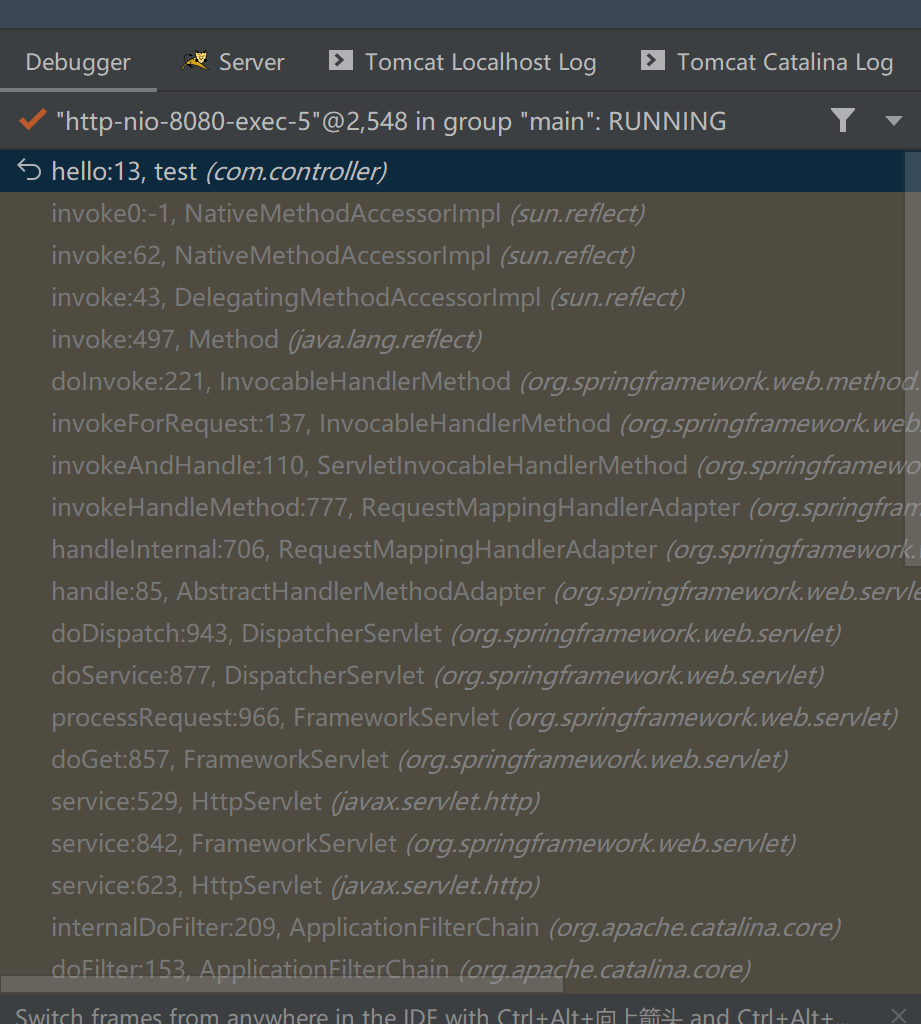 Debugger Server Tomcat Localhost Log Tomcat Catalina Log
"http-nio-8080-exec-5"@2,548 in group "main": RUNNING
hello:13, test (com.controller)
invoke0:-1, NativeMethodAccessorImpl (sun.reflect)
invoke:62, NativeMethodAccessorImpl (sun.reflect)
invoke:43, DelegatingMethodAccessorImpl (sun.reflect)
invoke:497, Method (java.lang.reflect)
doInvoke:221, InvocableHandlerMethod (org.springframework.web.method.
invokeForRequest:137, InvocableHandlerMethod (org.springframework.web.
invokeAndHandle:110, ServletInvocableHandlerMethod (org.springframewo
invokeHandleMethod:777, RequestMappingHandlerAdapter (org.springfram
handleInternal:706, RequestMappingHandlerAdapter (org.springframework.
handle:85, AbstractHandlerMethodAdapter (org.springframework.web.servle
doDispatch:943, DispatcherServlet (org.springframework.web.servlet)
doService:877, DispatcherServlet (org.springframework.web.servlet)
processRequest:966, FrameworkServlet (org.springframework.web.servlet)
doGet:857, FrameworkServlet (org.springframework.web.servlet)
service:529, HttpServlet (javax.servlet.http)
service:842, FrameworkServlet (org.springframework.web.servlet)
service:623, HttpServlet (javax.servlet.http)
internalDoFilter:209, ApplicationFilterChain (org.apache.catalina.core)
doFilter:153, ApplicationFilterChain (org.apache.catalina.core)
Switch frames from anywhere in the IDE with Ctrl+Alt+向上箭头 and Ctrl+Alt+...